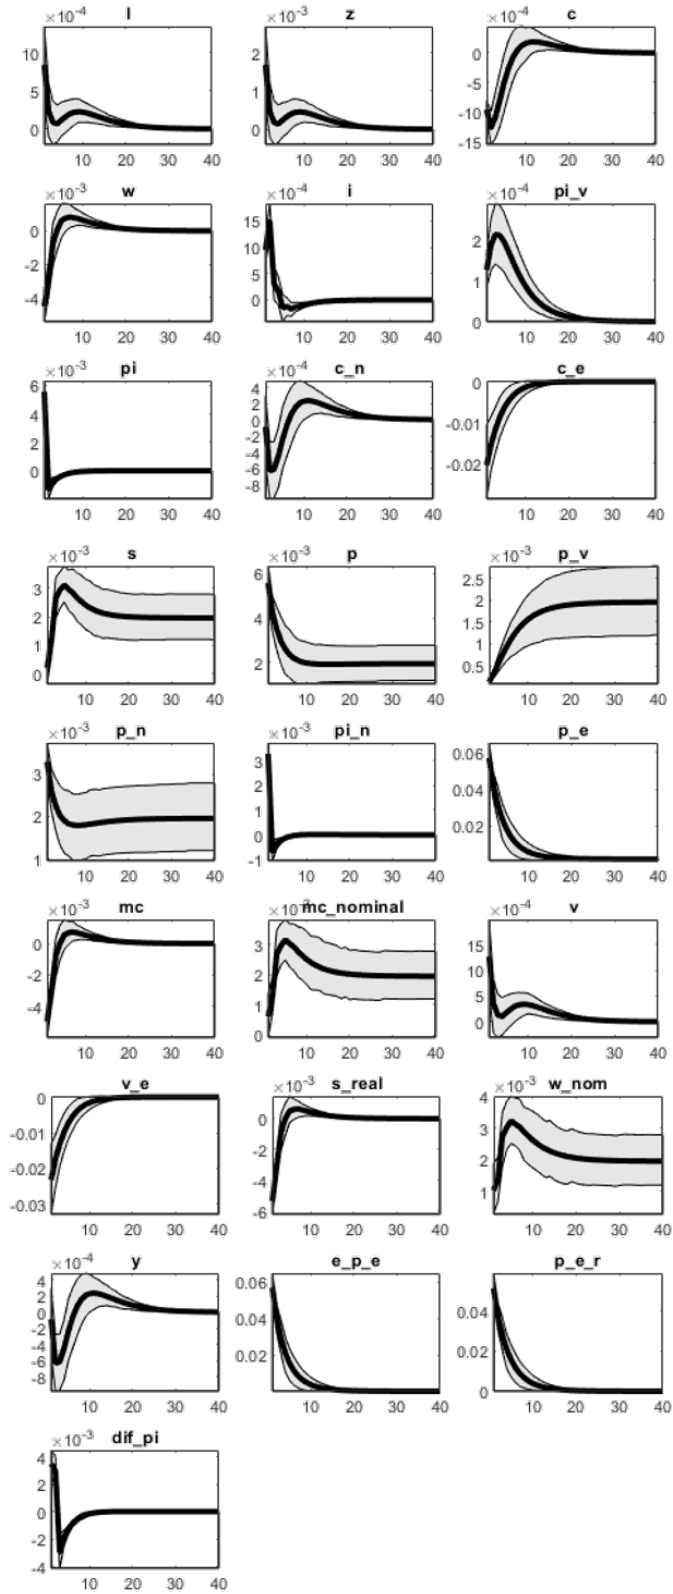 ×10⁻⁴ l ×10⁻³ z ×10⁻⁴ c
10 5 0 10 20 30 40
2 1 0 10 20 30 40
0 -5 -10 -15 10 20 30 40
×10⁻³ w ×10⁻⁴ i ×10⁻⁴ pi_v
0 -2 -4 10 20 30 40
15 10 5 0 10 20 30 40
2 1 0 10 20 30 40
×10⁻³ pi ×10⁻⁴ c_n c_e
6 4 2 0 10 20 30 40
4 2 0 -2 -4 -6 -8 10 20 30 40
0 -0.01 -0.02 10 20 30 40
×10⁻³ s ×10⁻³ p ×10⁻³ p_v
3 2 1 0 10 20 30 40
6 4 2 10 20 30 40
2.5 2 1.5 1 0.5 10 20 30 40
×10⁻³ p_n ×10⁻³ pi_n p_e
3 2 1 10 20 30 40
3 2 1 0 -1 10 20 30 40
0.06 0.04 0.02 10 20 30 40
×10⁻³ mc mc_nominal ×10⁻⁴ v
0 -2 -4 10 20 30 40
3 2 1 0 10 20 30 40
15 10 5 0 10 20 30 40
v_e ×10⁻³ s_real ×10⁻³ w_nom
0 -0.01 -0.02 -0.03 10 20 30 40
0 -2 -4 -6 10 20 30 40
4 3 2 1 10 20 30 40
×10⁻⁴ y e_p_e p_e_r
4 2 0 -2 -4 -6 -8 10 20 30 40
0.06 0.04 0.02 10 20 30 40
0.04 0.02 0 10 20 30 40
×10⁻³ dif_pi
4 2 0 -2 -4 10 20 30 40